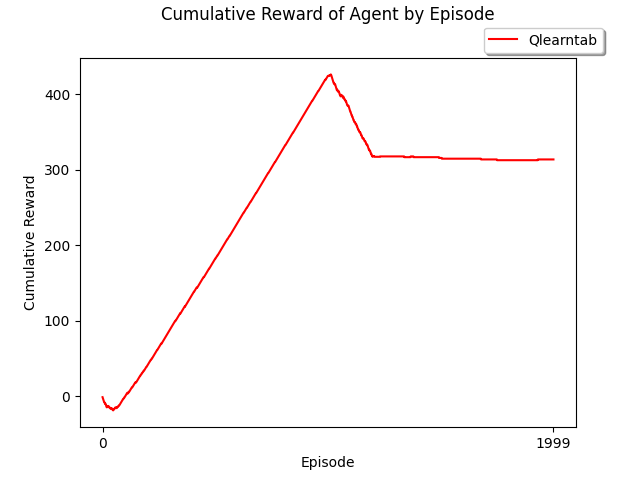 Cumulative Reward of Agent by Episode
Qlearntab
400
300
200
100
0
Cumulative Reward
0
1999
Episode